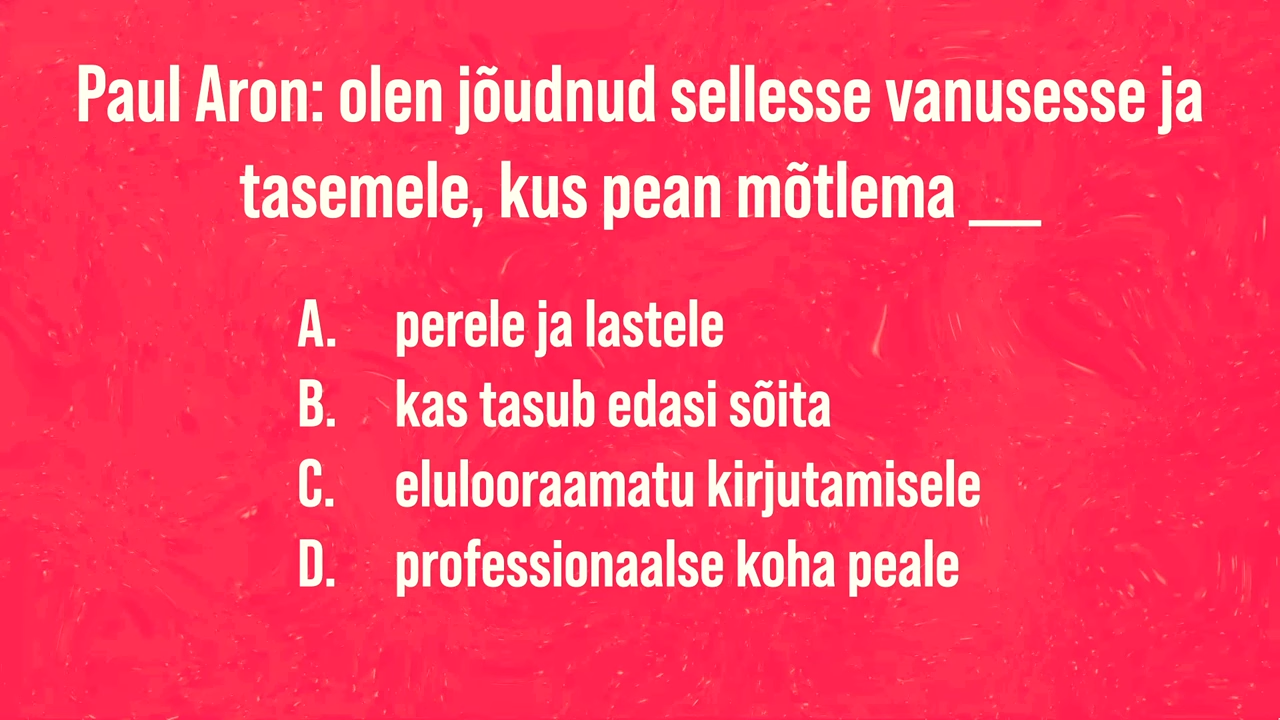 Paul Aron: olen jõudnud sellesse vanusesse ja
tasemele, kus pean mõtlema __
A. perele ja lastele
B. kas tasub edasi sõita
C. elulooraamatu kirjutamisele
D. professionaalse koha peale